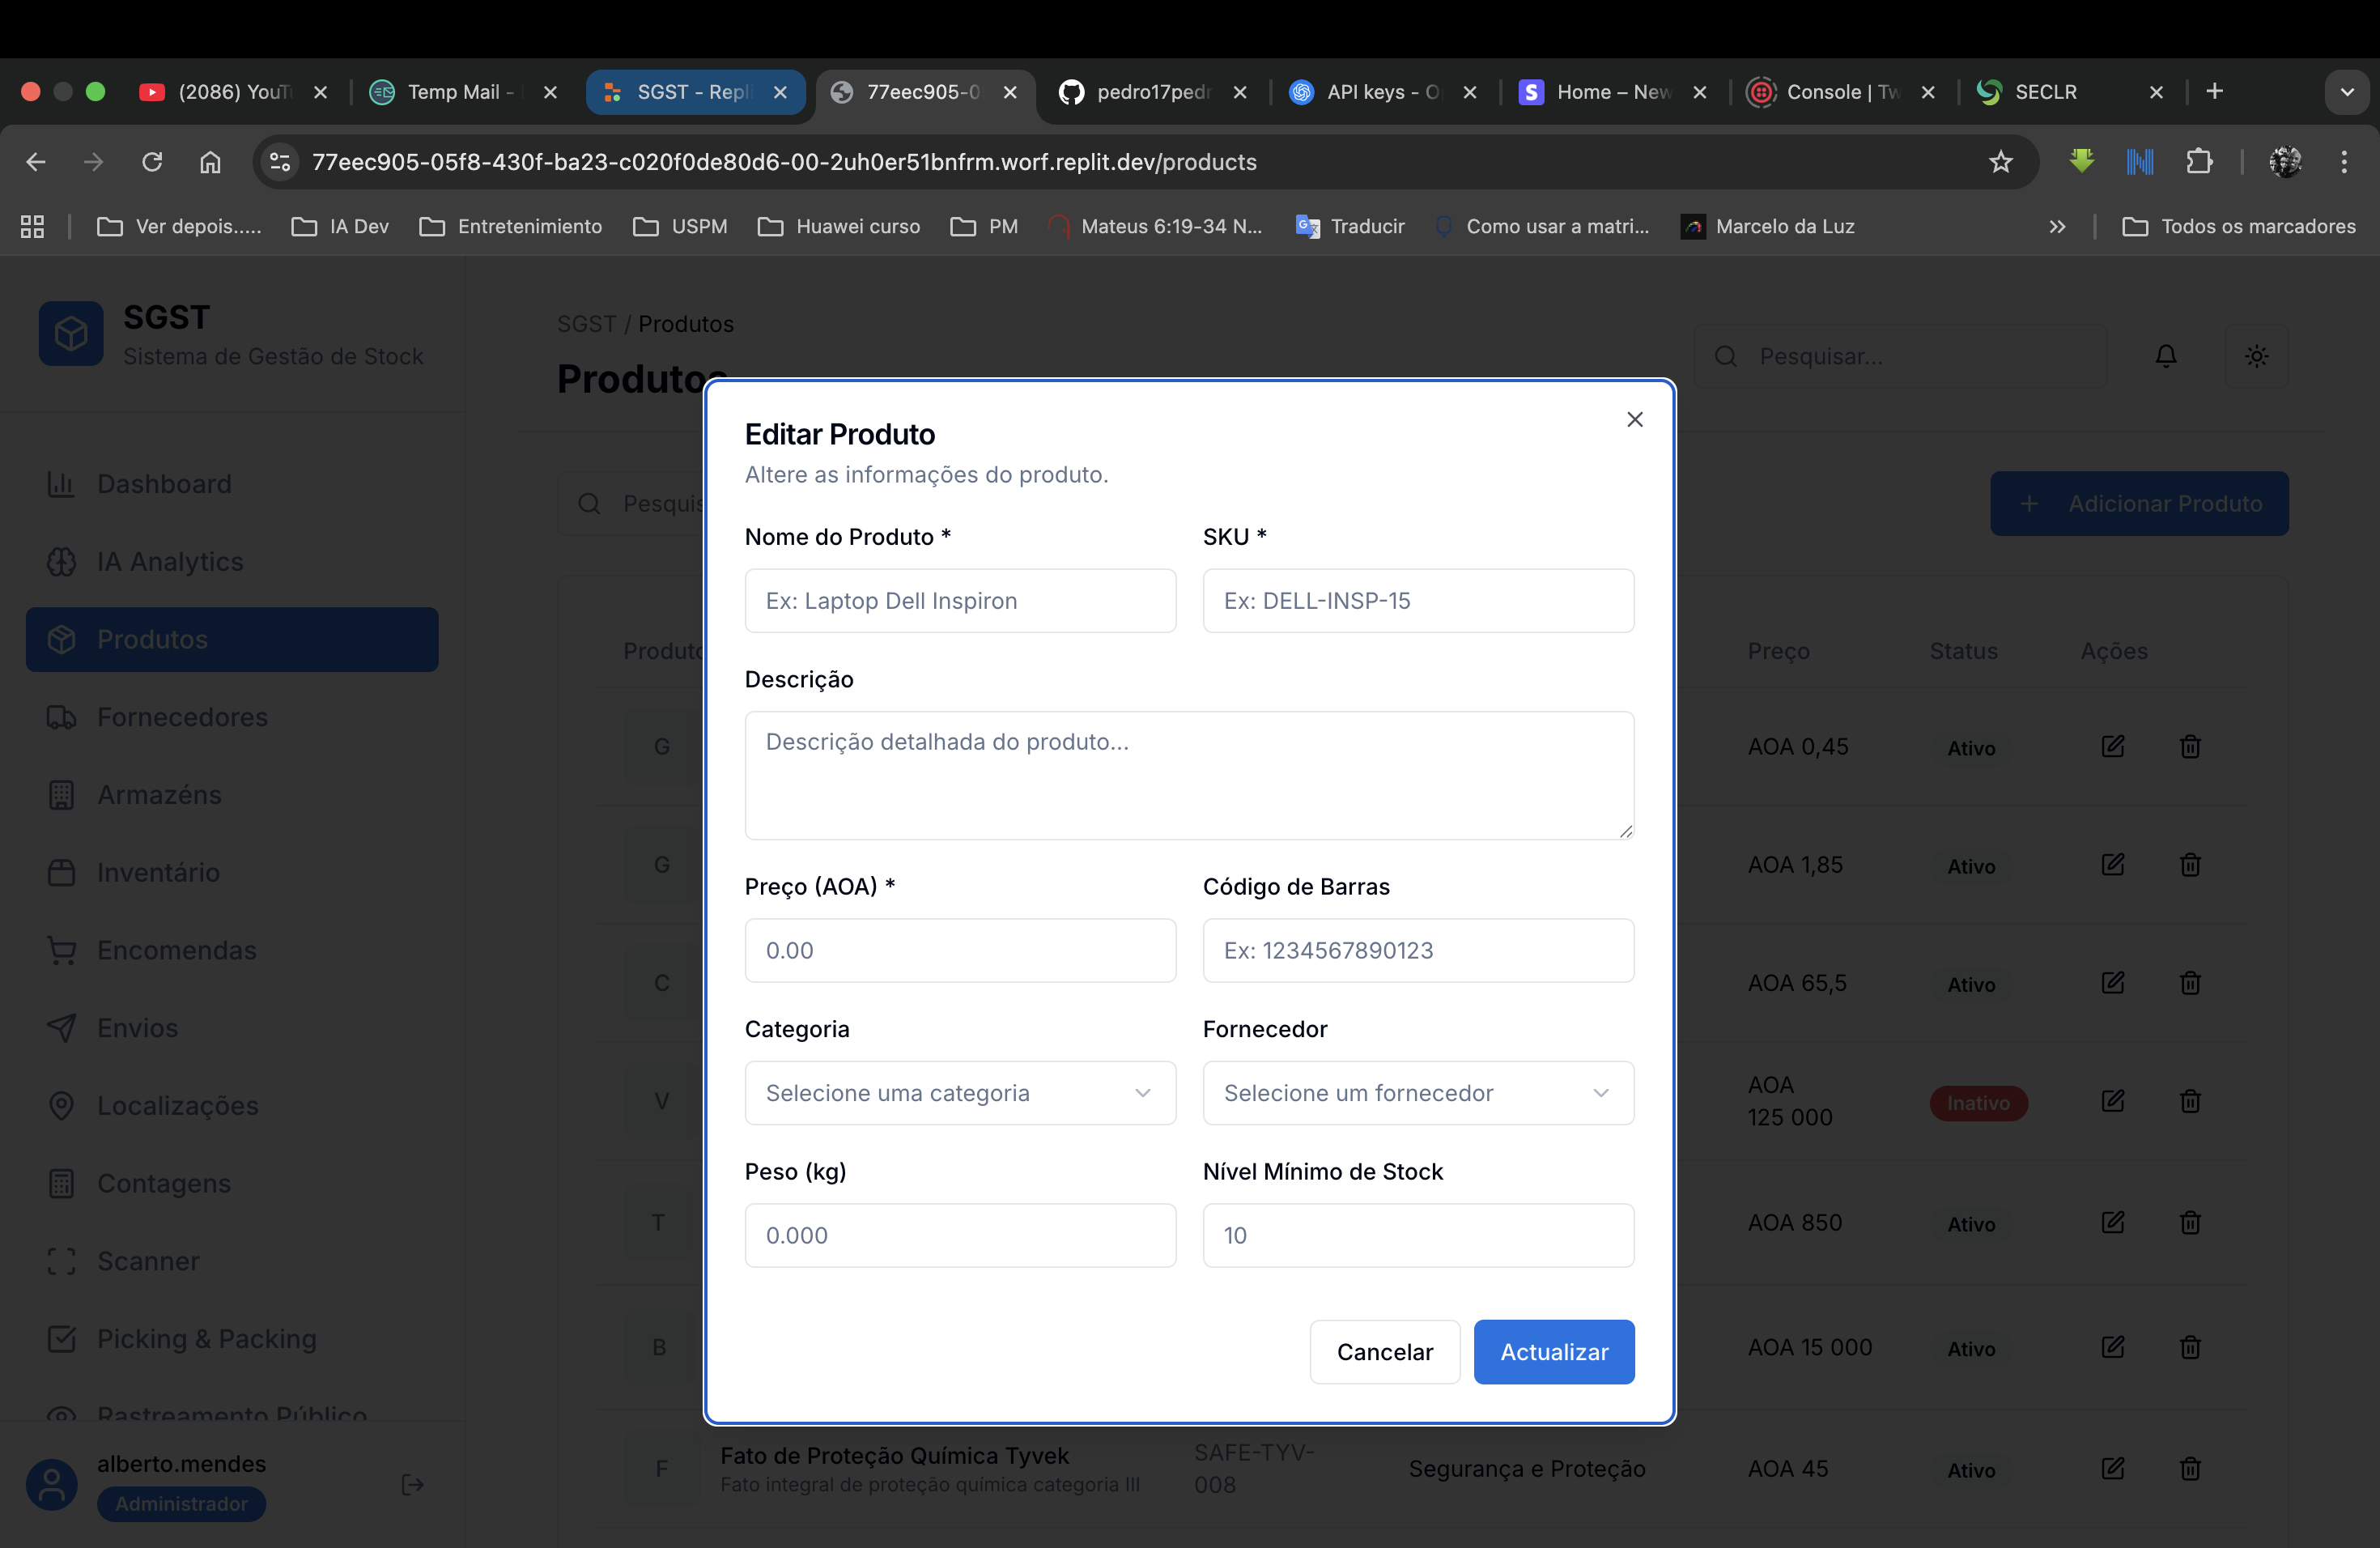 (2086) YouT
Temp Mail -
SGST - Repl
77eec905-0
pedro17pedr
API keys - O
Home – New
Console | Tw
SECLR
77eec905-05f8-430f-ba23-c020f0de80d6-00-2uh0er51bnfrm.worf.replit.dev/products
Ver depois.....
IA Dev
Entretenimiento
USPM
Huawei curso
PM
Mateus 6:19-34 N...
Traducir
Como usar a matri...
Marcelo da Luz
Todos os marcadores
SGST
Sistema de Gestão de Stock
Dashboard
IA Analytics
Produtos
Fornecedores
Armazéns
Inventário
Encomendas
Envios
Localizações
Contagens
Scanner
Picking & Packing
Rastreamento Público
alberto.mendes
Administrador
SGST / Produtos
Produtos
Pesquisar...
Pesquis
Adicionar Produto
Produto
Preço
Status
Ações
G
AOA 0,45
Ativo
G
AOA 1,85
Ativo
C
AOA 65,5
Ativo
V
AOA
125 000
Inativo
T
AOA 850
Ativo
B
AOA 15 000
Ativo
F
Fato de Proteção Química Tyvek
Fato integral de proteção química categoria III
SAFE-TYV-
008
Segurança e Proteção
AOA 45
Ativo
Editar Produto
Altere as informações do produto.
Nome do Produto *
Ex: Laptop Dell Inspiron
SKU *
Ex: DELL-INSP-15
Descrição
Descrição detalhada do produto...
Preço (AOA) *
0.00
Código de Barras
Ex: 1234567890123
Categoria
Selecione uma categoria
Fornecedor
Selecione um fornecedor
Peso (kg)
0.000
Nível Mínimo de Stock
10
Cancelar
Actualizar